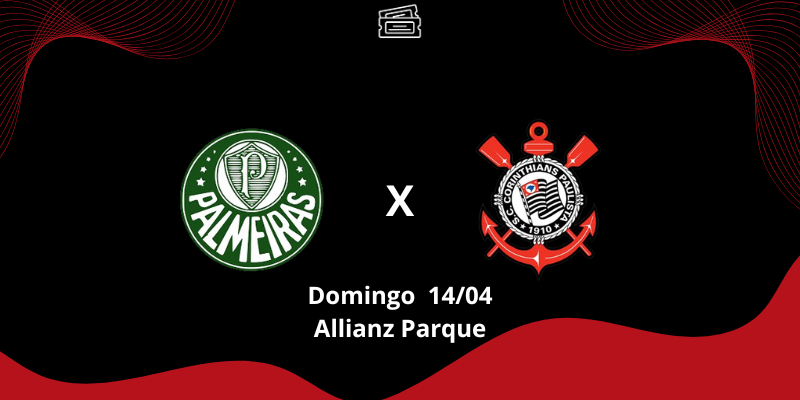 P
PALMEIRAS
X
S.C. CORINTHIANS PAULISTA
1910
Domingo 14/04
Allianz Parque